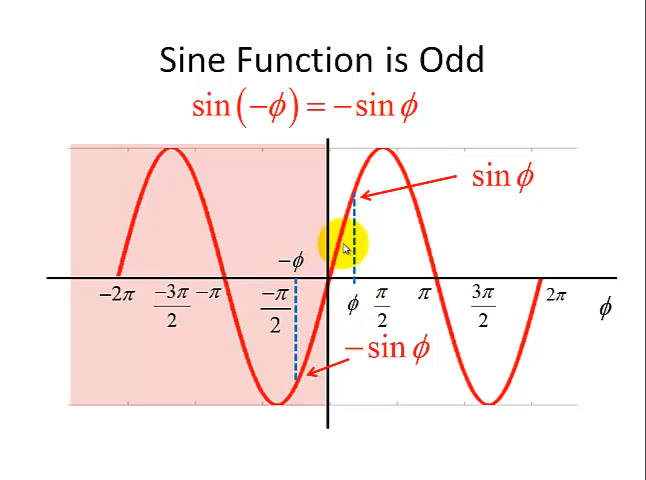 Sine Function is Odd
sin(−ϕ) = −sin ϕ
sin ϕ
−ϕ
−2π
−3π/2
−π
−π/2
ϕ
π/2
π
3π/2
2π
ϕ
−sin ϕ